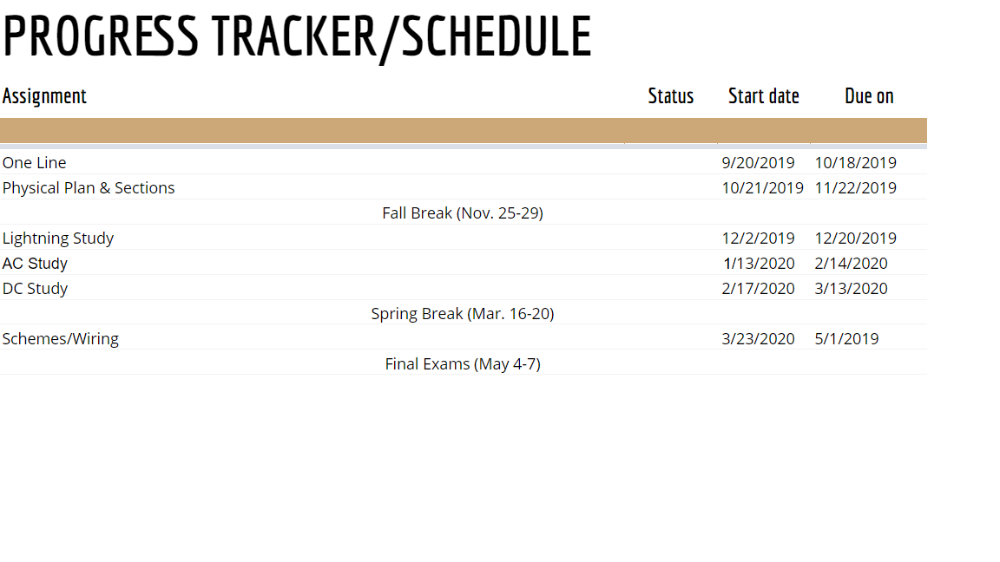 PROGRESS TRACKER/SCHEDULE
Assignment Status Start date Due on
One Line 9/20/2019 10/18/2019
Physical Plan & Sections 10/21/2019 11/22/2019
Fall Break (Nov. 25-29)
Lightning Study 12/2/2019 12/20/2019
AC Study 1/13/2020 2/14/2020
DC Study 2/17/2020 3/13/2020
Spring Break (Mar. 16-20)
Schemes/Wiring 3/23/2020 5/1/2019
Final Exams (May 4-7)